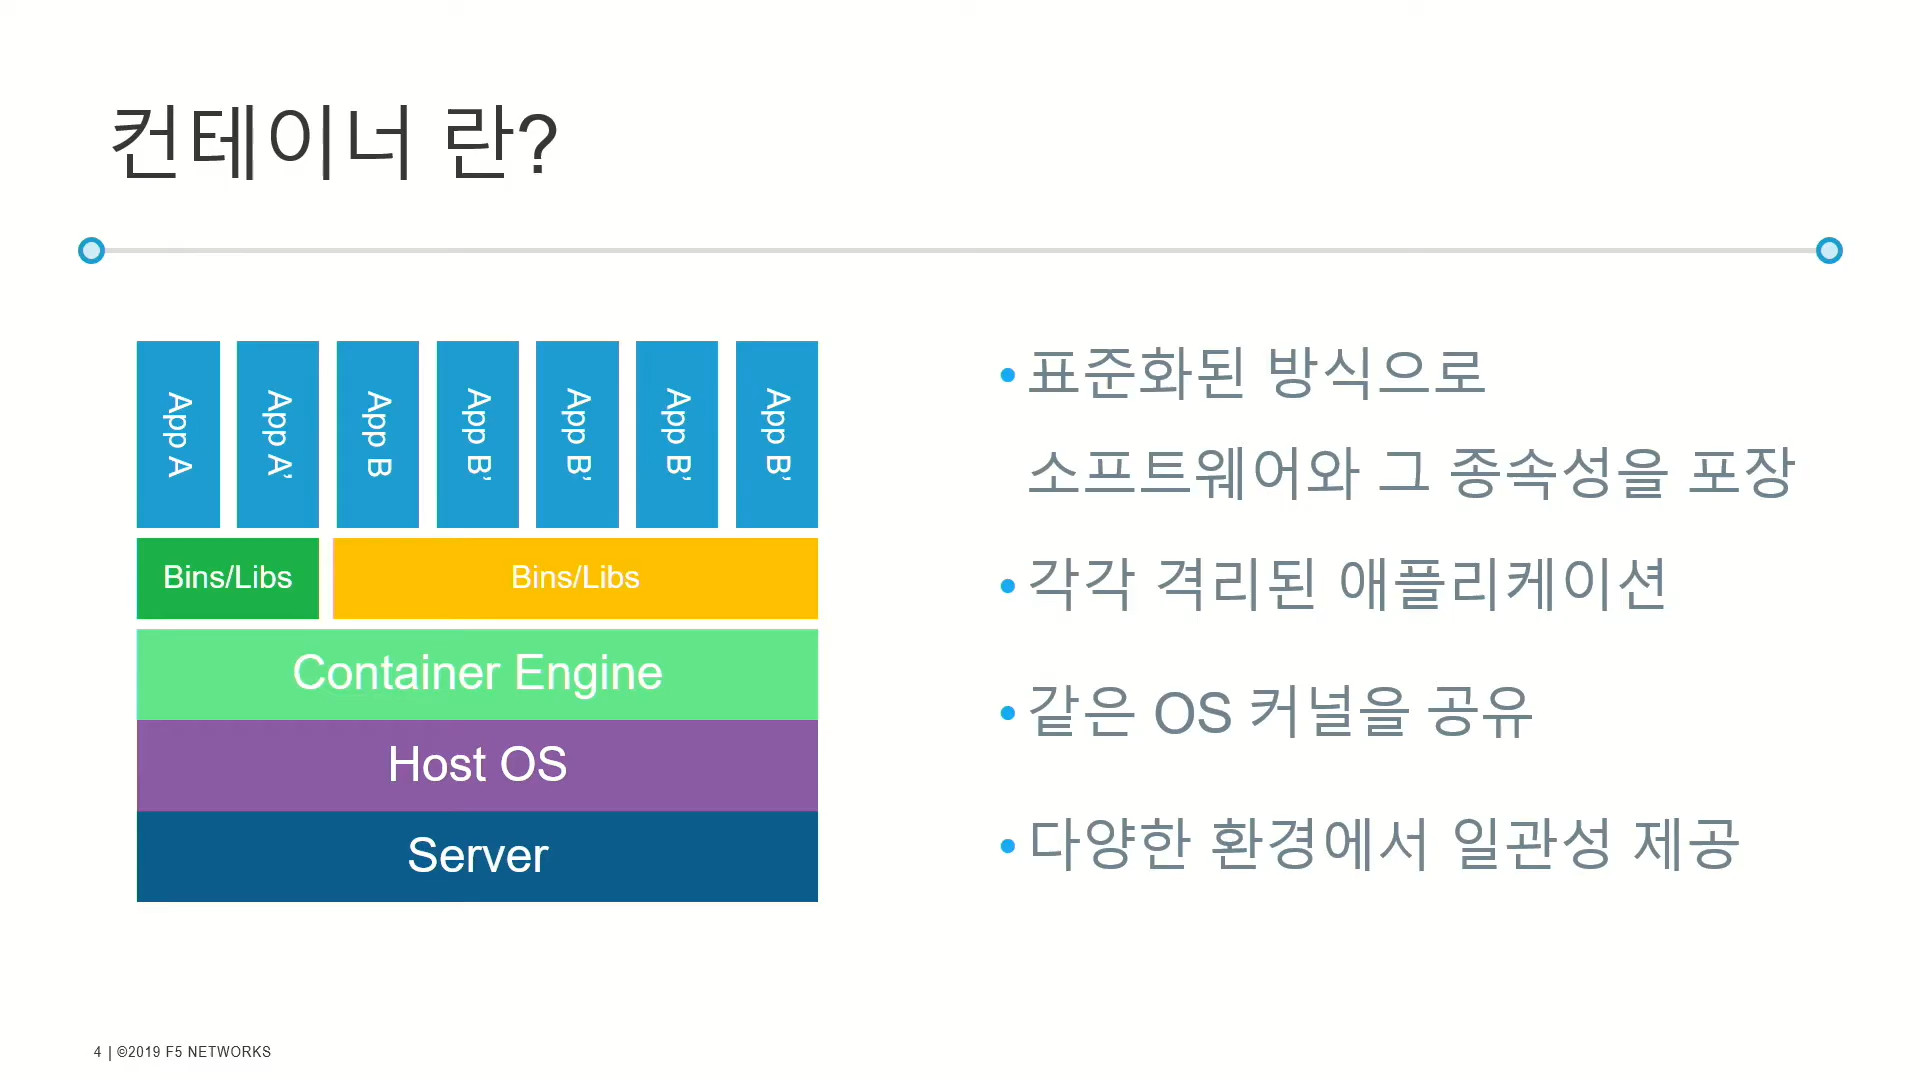 컨테이너 란?
App A
App A’
App B
App B’
App B’
App B’
App B’
Bins/Libs
Bins/Libs
Container Engine
Host OS
Server
• 표준화된 방식으로
소프트웨어와 그 종속성을 포장
• 각각 격리된 애플리케이션
• 같은 OS 커널을 공유
• 다양한 환경에서 일관성 제공
4 | ©2019 F5 NETWORKS